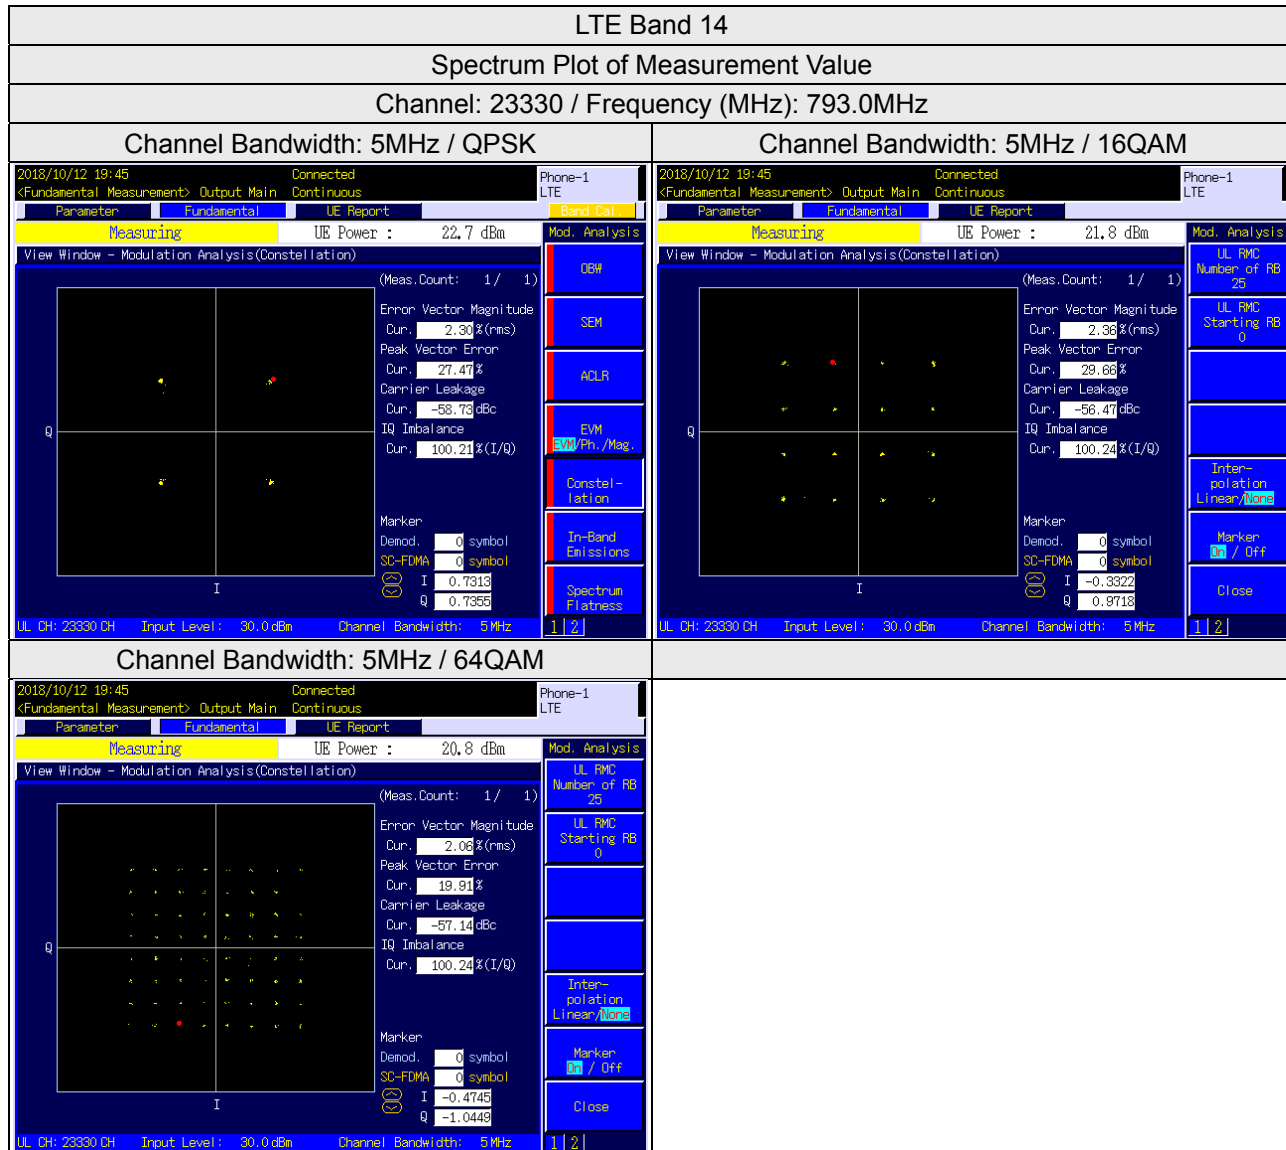 LTE Band 14
Spectrum Plot of Measurement Value
Channel: 23330 / Frequency (MHz): 793.0MHz
Channel Bandwidth: 5MHz / QPSK
Channel Bandwidth: 5MHz / 16QAM
2018/10/12 19:45 Connected Phone-1
<Fundamental Measurement> Output Main Continuous LTE
Parameter Fundamental UE Report Band Cal.
Measuring UE Power : 22.7 dBm Mod. Analysis
View Window - Modulation Analysis(Constellation)
(Meas.Count: 1/ 1)
Error Vector Magnitude
Cur. 2.30 %(rms)
Peak Vector Error
Cur. 27.47 %
Carrier Leakage
Cur. -58.73 dBc
IQ Imbalance
Cur. 100.21 %(I/Q)
Q
I
Marker
Demod. 0 symbol
SC-FDMA 0 symbol
I 0.7313
Q 0.7355
OBW
SEM
ACLR
EVM
EVM/Ph./Mag.
Constel-
lation
In-Band
Emissions
Spectrum
Flatness
UL CH: 23330 CH Input Level: 30.0 dBm Channel Bandwidth: 5 MHz 1 2
2018/10/12 19:45 Connected Phone-1
<Fundamental Measurement> Output Main Continuous LTE
Parameter Fundamental UE Report
Measuring UE Power : 21.8 dBm Mod. Analysis
View Window - Modulation Analysis(Constellation)
(Meas.Count: 1/ 1)
Error Vector Magnitude
Cur. 2.36 %(rms)
Peak Vector Error
Cur. 29.66 %
Carrier Leakage
Cur. -56.47 dBc
IQ Imbalance
Cur. 100.24 %(I/Q)
Q
I
Marker
Demod. 0 symbol
SC-FDMA 0 symbol
I -0.3322
Q 0.9718
UL RMC
Number of RB
25
UL RMC
Starting RB
0
Inter-
polation
Linear/None
Marker
On / Off
Close
UL CH: 23330 CH Input Level: 30.0 dBm Channel Bandwidth: 5 MHz 1 2
Channel Bandwidth: 5MHz / 64QAM
2018/10/12 19:45 Connected Phone-1
<Fundamental Measurement> Output Main Continuous LTE
Parameter Fundamental UE Report
Measuring UE Power : 20.8 dBm Mod. Analysis
View Window - Modulation Analysis(Constellation)
(Meas.Count: 1/ 1)
Error Vector Magnitude
Cur. 2.06 %(rms)
Peak Vector Error
Cur. 19.91 %
Carrier Leakage
Cur. -57.14 dBc
IQ Imbalance
Cur. 100.24 %(I/Q)
Q
I
Marker
Demod. 0 symbol
SC-FDMA 0 symbol
I -0.4745
Q -1.0449
UL RMC
Number of RB
25
UL RMC
Starting RB
0
Inter-
polation
Linear/None
Marker
On / Off
Close
UL CH: 23330 CH Input Level: 30.0 dBm Channel Bandwidth: 5 MHz 1 2